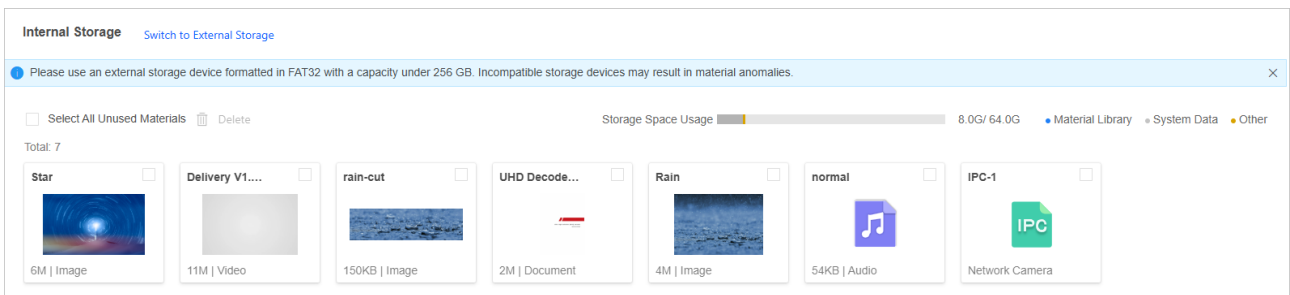 Internal Storage Switch to External Storage
Please use an external storage device formatted in FAT32 with a capacity under 256 GB. Incompatible storage devices may result in material anomalies.
Select All Unused Materials Delete Storage Space Usage 8.0G/ 64.0G Material Library System Data Other
Total: 7
Star Delivery V1.... rain-cut UHD Decode... Rain normal IPC-1
IPC
6M | Image 11M | Video 150KB | Image 2M | Document 4M | Image 54KB | Audio Network Camera